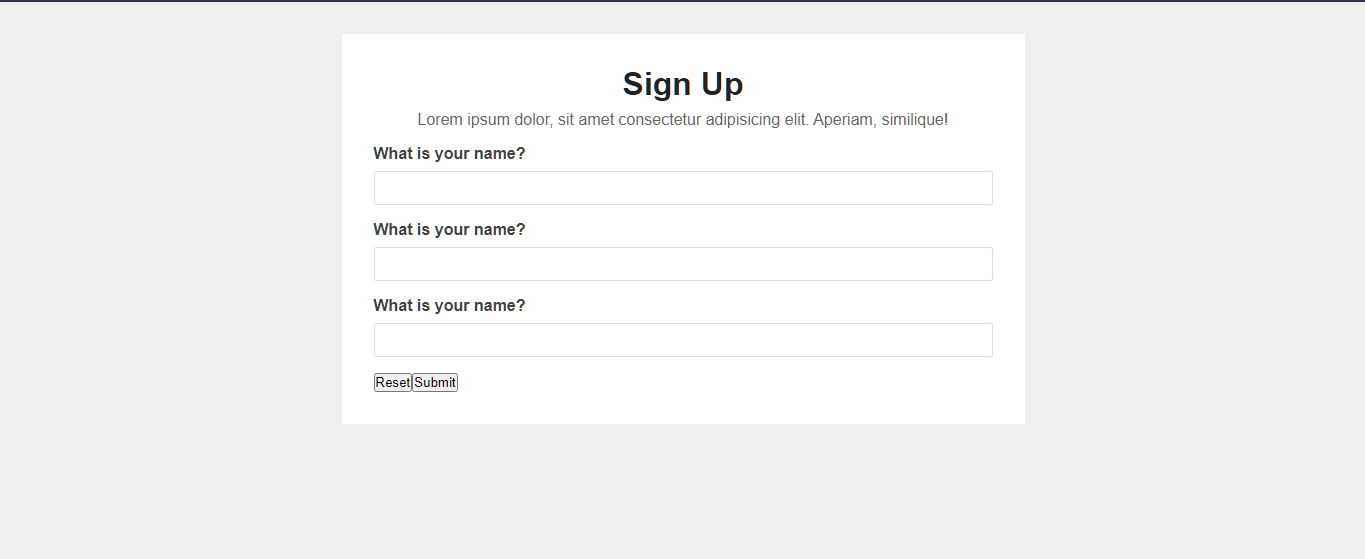 Sign Up
Lorem ipsum dolor, sit amet consectetur adipisicing elit. Aperiam, similique!
What is your name?
What is your name?
What is your name?
Reset Submit